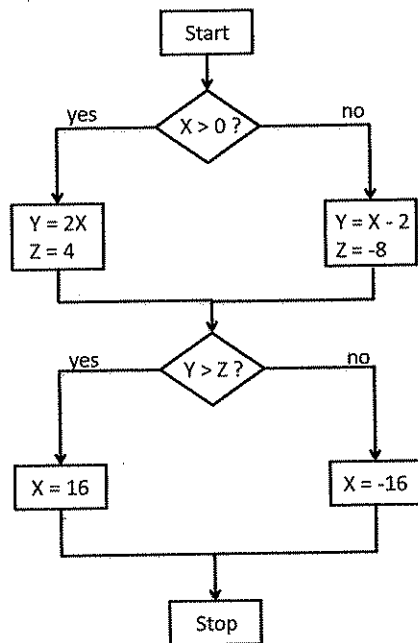 Start
yes
X > 0 ?
no
Y = 2X
Z = 4
Y = X - 2
Z = -8
yes
Y > Z ?
no
X = 16
X = -16
Stop